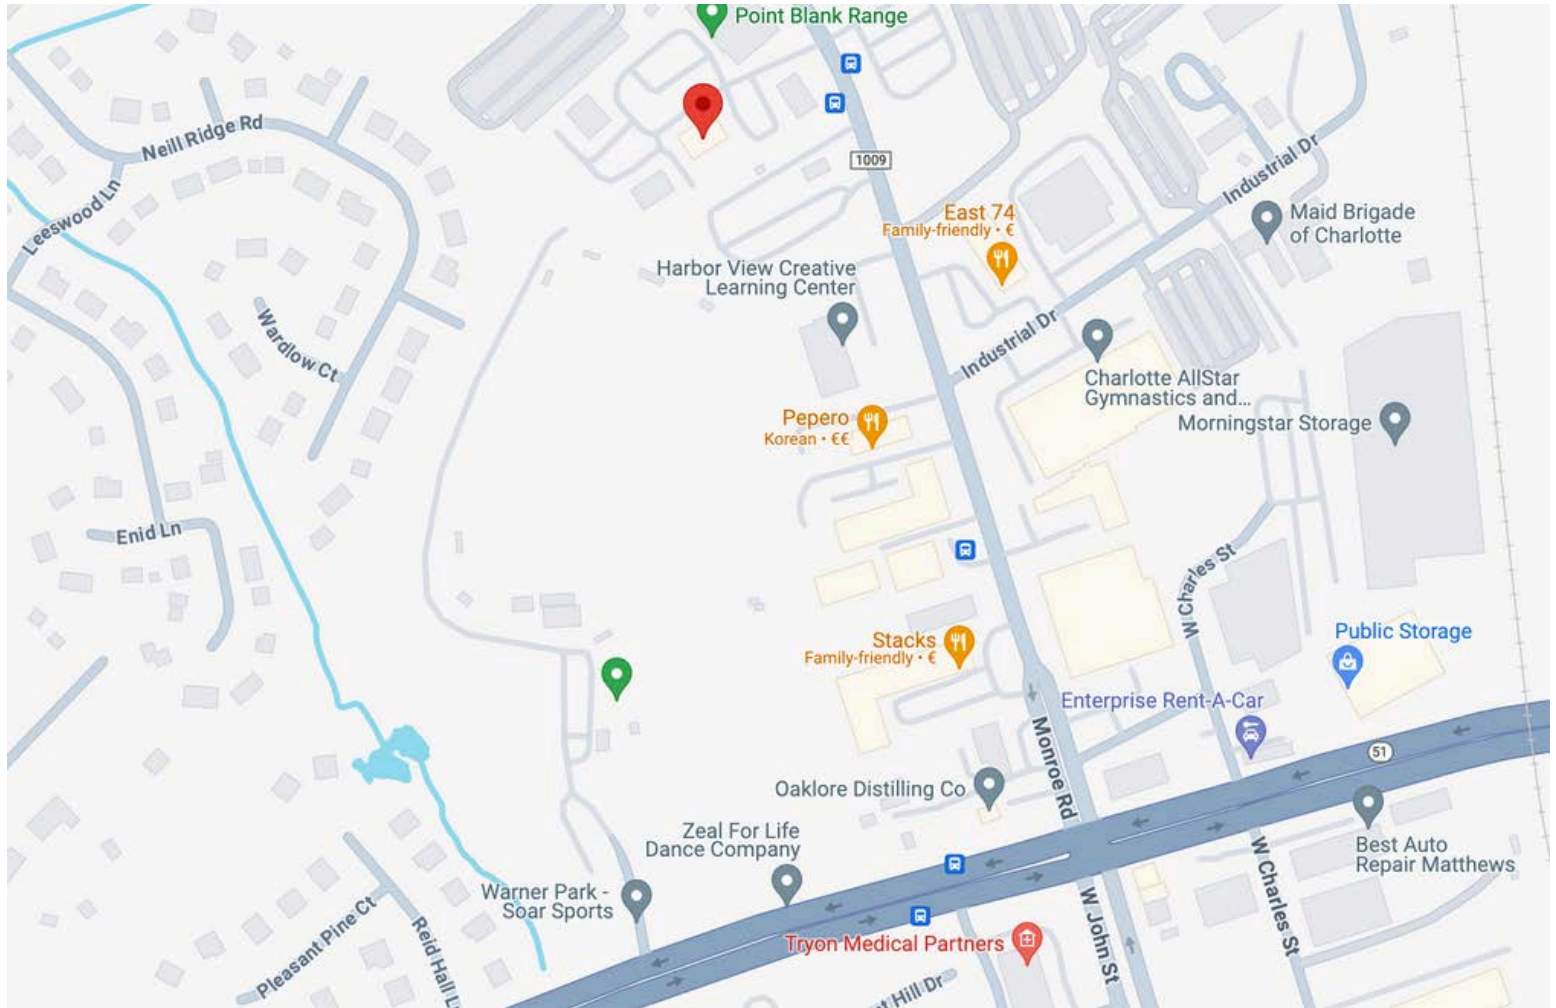 Point Blank Range
Neill Ridge Rd
1009
Industrial Dr
Leeswood Ln
East 74
Family-friendly • €
Maid Brigade
of Charlotte
Harbor View Creative
Learning Center
Wardlow Ct
Industrial Dr
Charlotte AllStar
Gymnastics and...
Pepero
Korean • €€
Morningstar Storage
Enid Ln
W Charles St
Stacks
Family-friendly • €
Public Storage
Enterprise Rent-A-Car
Monroe Rd
51
Oaklore Distilling Co
Zeal For Life
Dance Company
Best Auto
Repair Matthews
Warner Park -
Soar Sports
Pleasant Pine Ct
Reid Hall L
W John St
W Charles St
Tryon Medical Partners
t Hill Dr